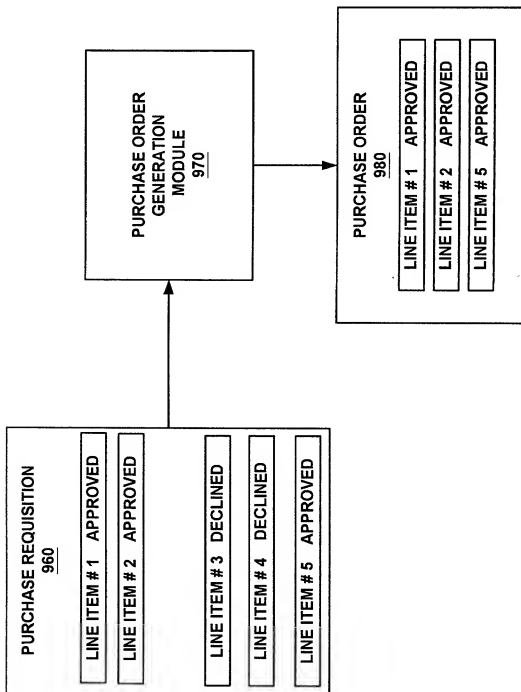 PURCHASE REQUISITION
960
LINE ITEM # 1 APPROVED
LINE ITEM # 2 APPROVED
LINE ITEM # 3 DECLINED
LINE ITEM # 4 DECLINED
LINE ITEM # 5 APPROVED
PURCHASE ORDER
GENERATION
MODULE
970
PURCHASE ORDER
980
LINE ITEM # 1 APPROVED
LINE ITEM # 2 APPROVED
LINE ITEM # 5 APPROVED